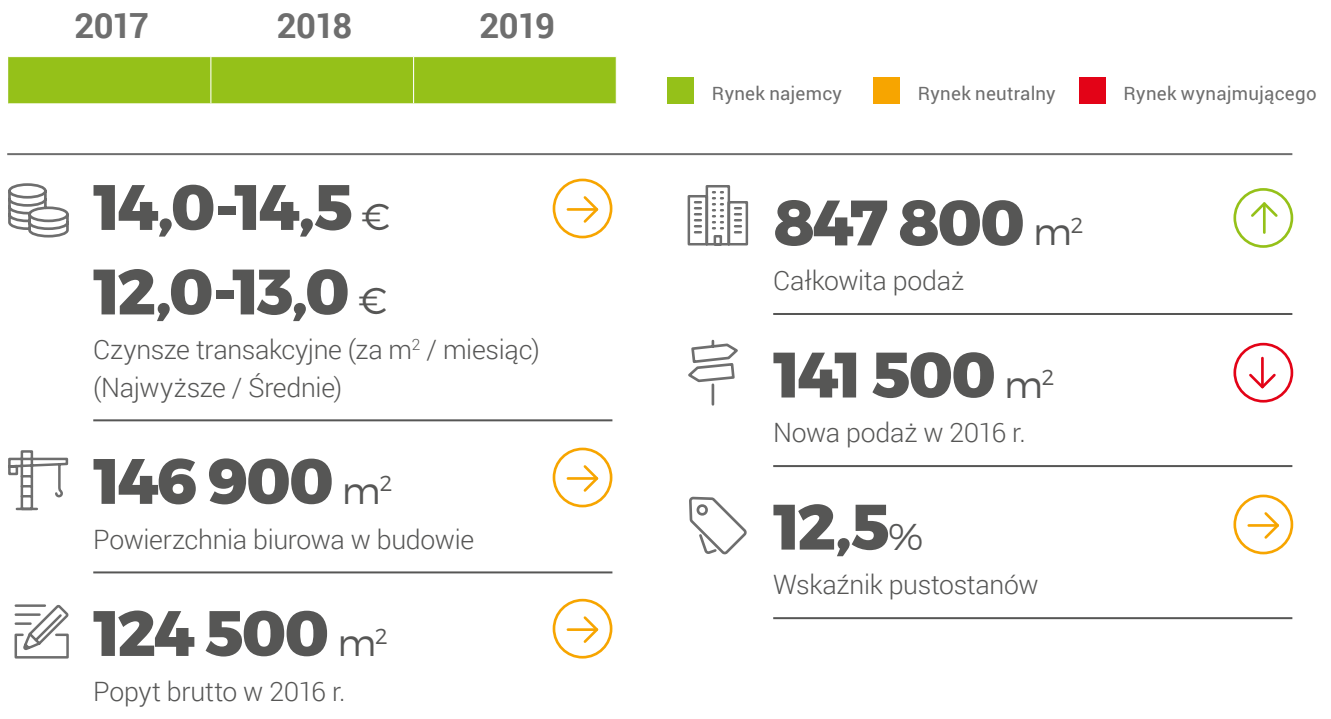 2017 2018 2019
Rynek najemcy Rynek neutralny Rynek wynajmującego
14,0-14,5 €
12,0-13,0 €
Czynsze transakcyjne (za m² / miesiąc)
(Najwyższe / Średnie)
146 900 m²
Powierzchnia biurowa w budowie
124 500 m²
Popyt brutto w 2016 r.
847 800 m²
Całkowita podaż
141 500 m²
Nowa podaż w 2016 r.
12,5%
Wskaźnik pustostanów